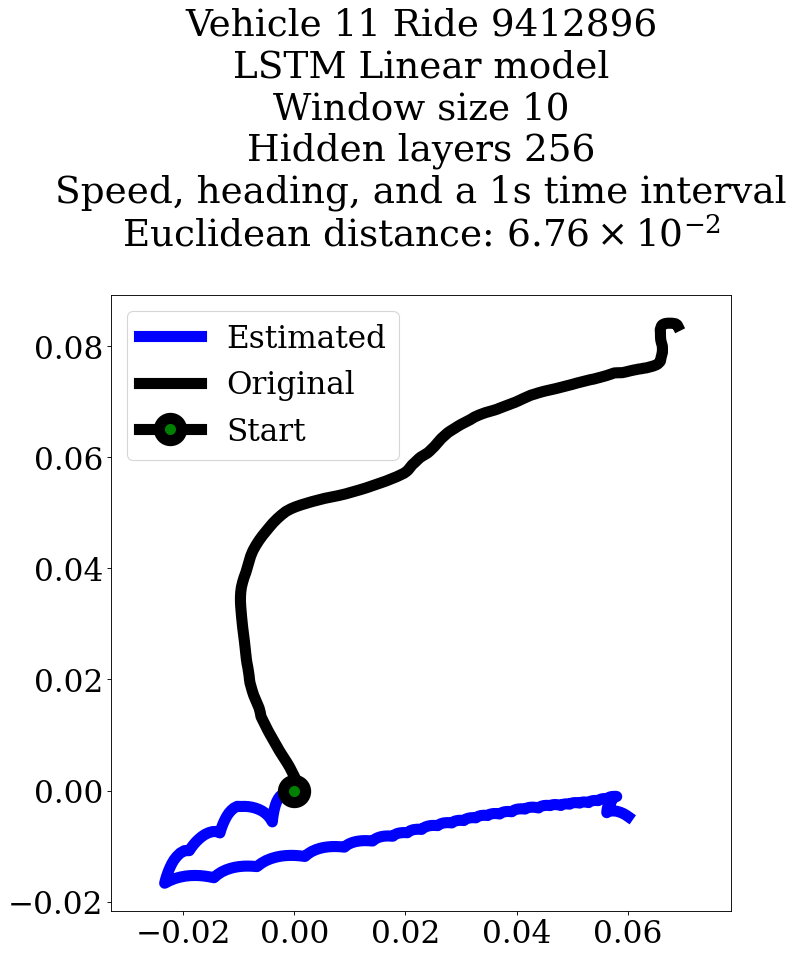 Vehicle 11 Ride 9412896
LSTM Linear model
Window size 10
Hidden layers 256
Speed, heading, and a 1s time interval
Euclidean distance: 6.76 × 10⁻²
Estimated
Original
Start
0.08
0.06
0.04
0.02
0.00
−0.02
−0.02 0.00 0.02 0.04 0.06